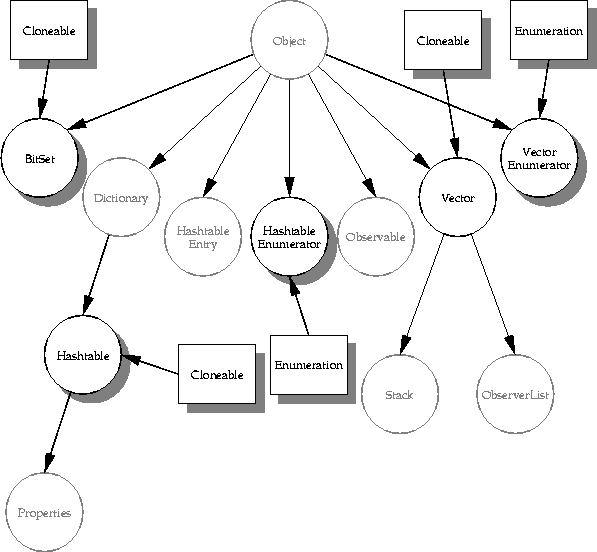 Cloneable
Object
Cloneable
Enumeration
BitSet
Vector
Enumerator
Dictionary
Hashtable
Entry
Hashtable
Enumerator
Observable
Vector
Hashtable
Cloneable
Enumeration
Stack
ObserverList
Properties